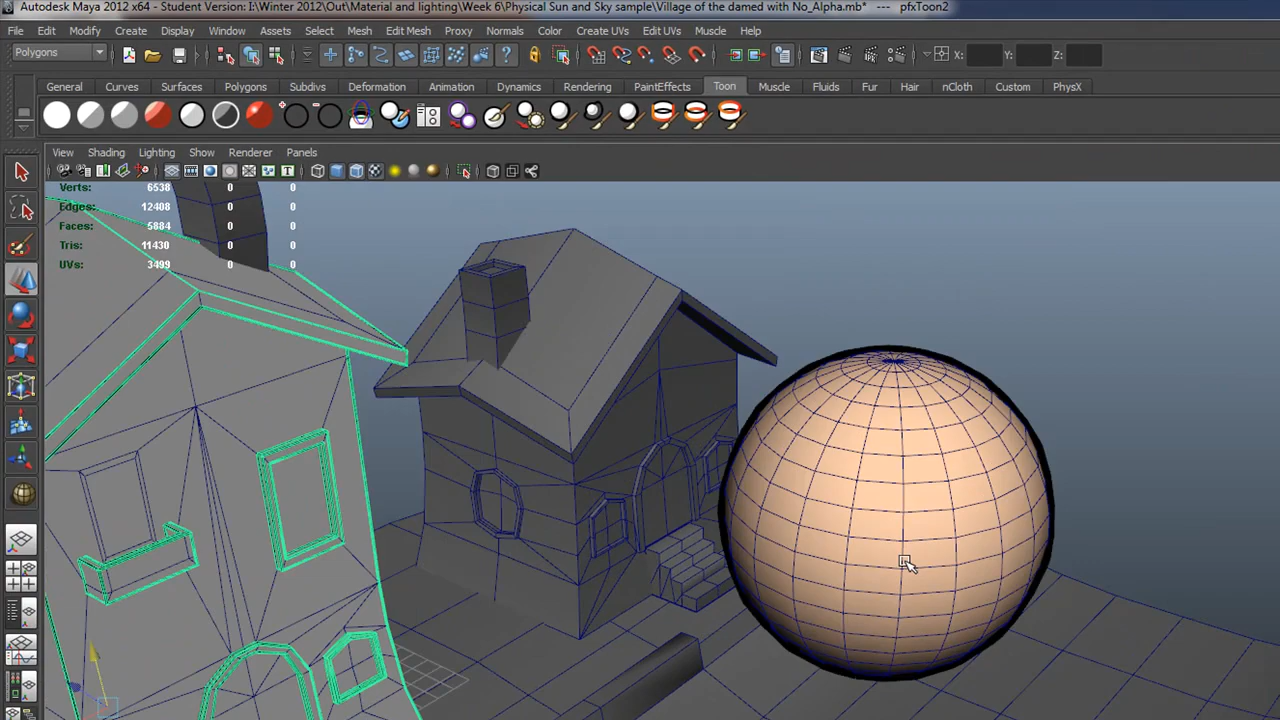 Autodesk Maya 2012 x64 - Student Version: I:\Winter 2012\Out\Material and lighting\Week 6\Physical Sun and Sky sample\Village of the damed with No_Alpha.mb* --- pfxToon2
File Edit Modify Create Display Window Assets Select Mesh Edit Mesh Proxy Normals Color Create UVs Edit UVs Muscle Help
Polygons X: Y: Z:
General Curves Surfaces Polygons Subdivs Deformation Animation Dynamics Rendering PaintEffects Toon Muscle Fluids Fur Hair nCloth Custom PhysX
View Shading Lighting Show Renderer Panels
Verts: 6538 0 0
Edges: 12408 0 0
Faces: 5884 0 0
Tris: 11430 0 0
UVs: 3499 0 0